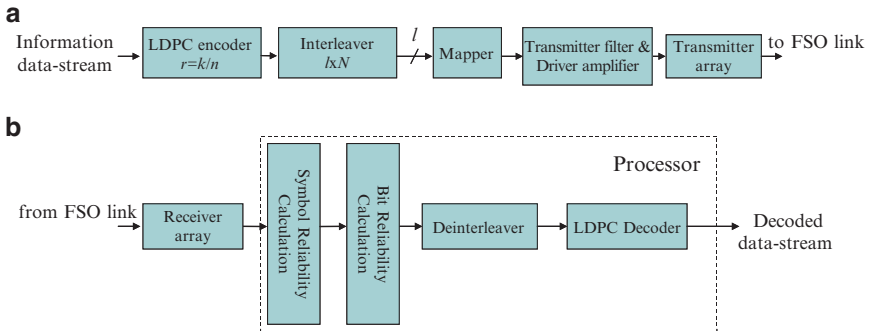 a
Information
data-stream
LDPC encoder
r=k/n
Interleaver
lxN
l
Mapper
Transmitter filter &
Driver amplifier
Transmitter
array
to FSO link
b
Processor
from FSO link
Receiver
array
Symbol Reliability
Calculation
Bit Reliability
Calculation
Deinterleaver
LDPC Decoder
Decoded
data-stream